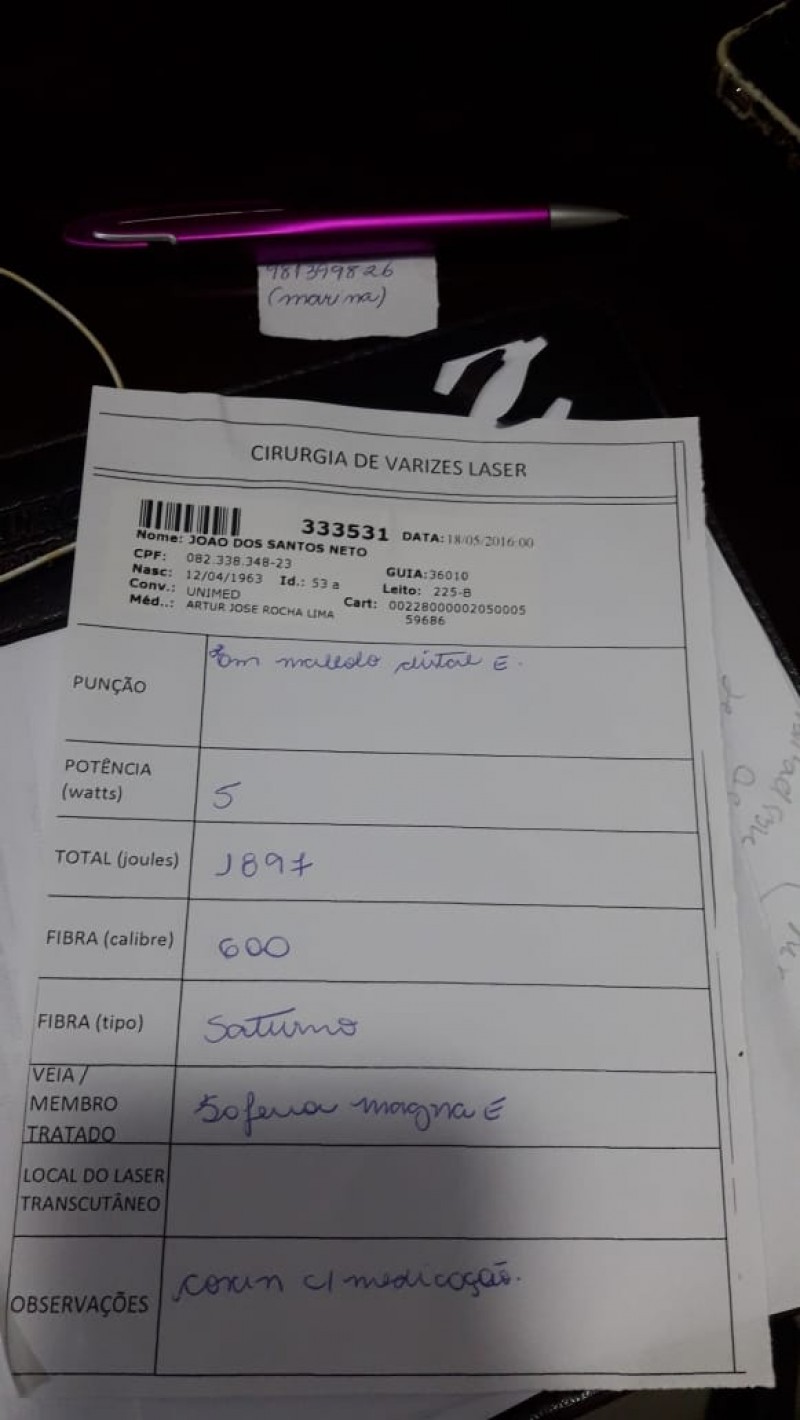 981399826
(marina)
CIRURGIA DE VARIZES LASER
333531 DATA:18/05/2016:00
Nome: JOAO DOS SANTOS NETO
CPF: 082.338.348-23 GUIA:36010
Nasc: 12/04/1963 Id.: 53 a Leito: 225-B
Conv.: UNIMED Cart: 00228000002050005
Méd..: ARTUR JOSE ROCHA LIMA 59686
PUNÇÃO Em distal E.
POTÊNCIA
(watts) 5
TOTAL (joules) 1897
FIBRA (calibre) 600
FIBRA (tipo) Saturno
VEIA /
MEMBRO Safena magna E
TRATADO
LOCAL DO LASER
TRANSCUTÂNEO
OBSERVAÇÕES c/ medicação.